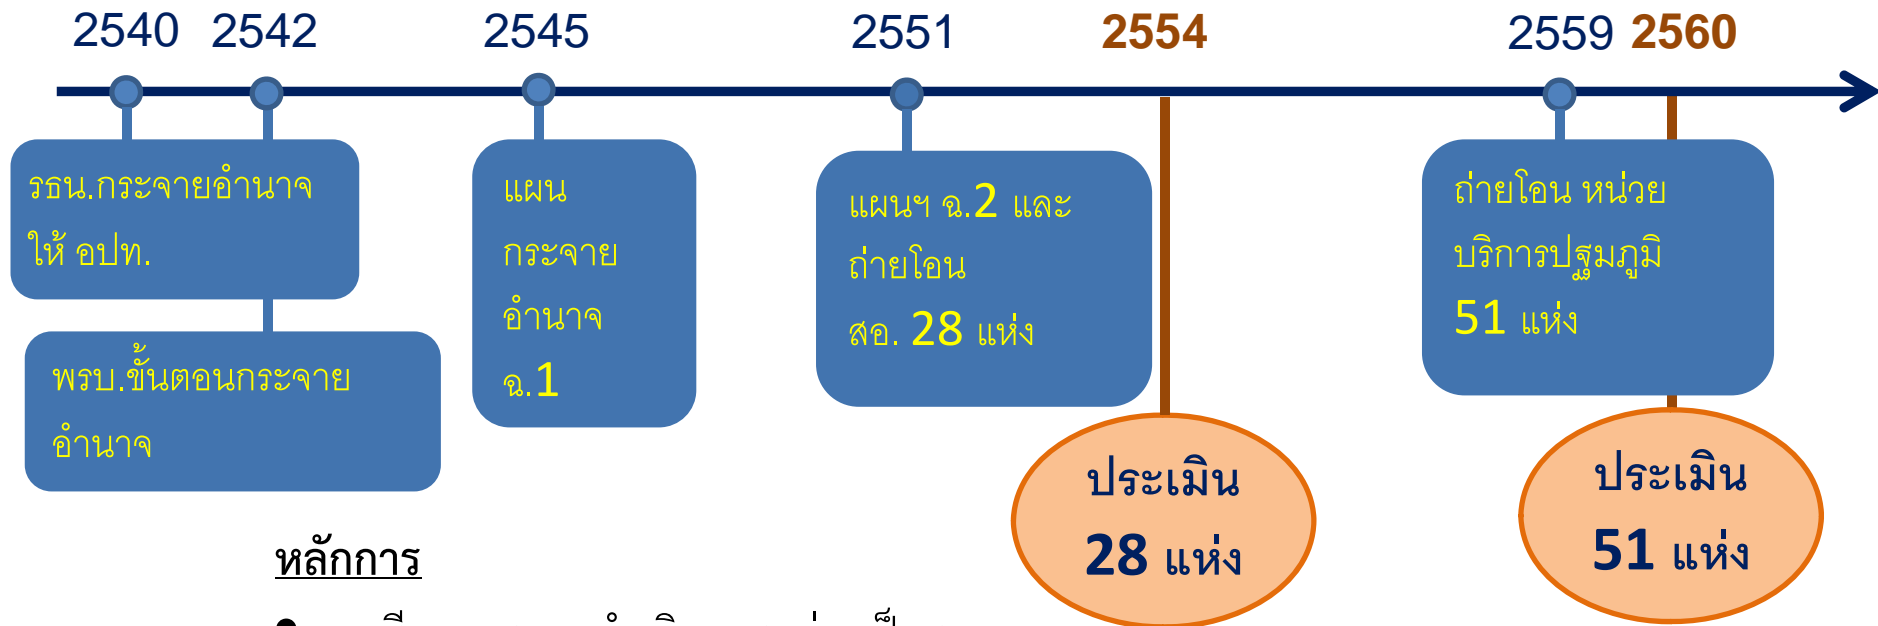 2540 2542 2545 2551 2554 2559 2560
รธน.กระจายอำนาจ
ให้ อปท.
พรบ.ขั้นตอนกระจาย
อำนาจ
แผน
กระจาย
อำนาจ
ฉ.1
แผนฯ ฉ.2 และ
ถ่ายโอน
สอ. 28 แห่ง
ถ่ายโอน หน่วย
บริการปฐมภูมิ
51 แห่ง
ประเมิน
28 แห่ง
ประเมิน
51 แห่ง
หลักการ